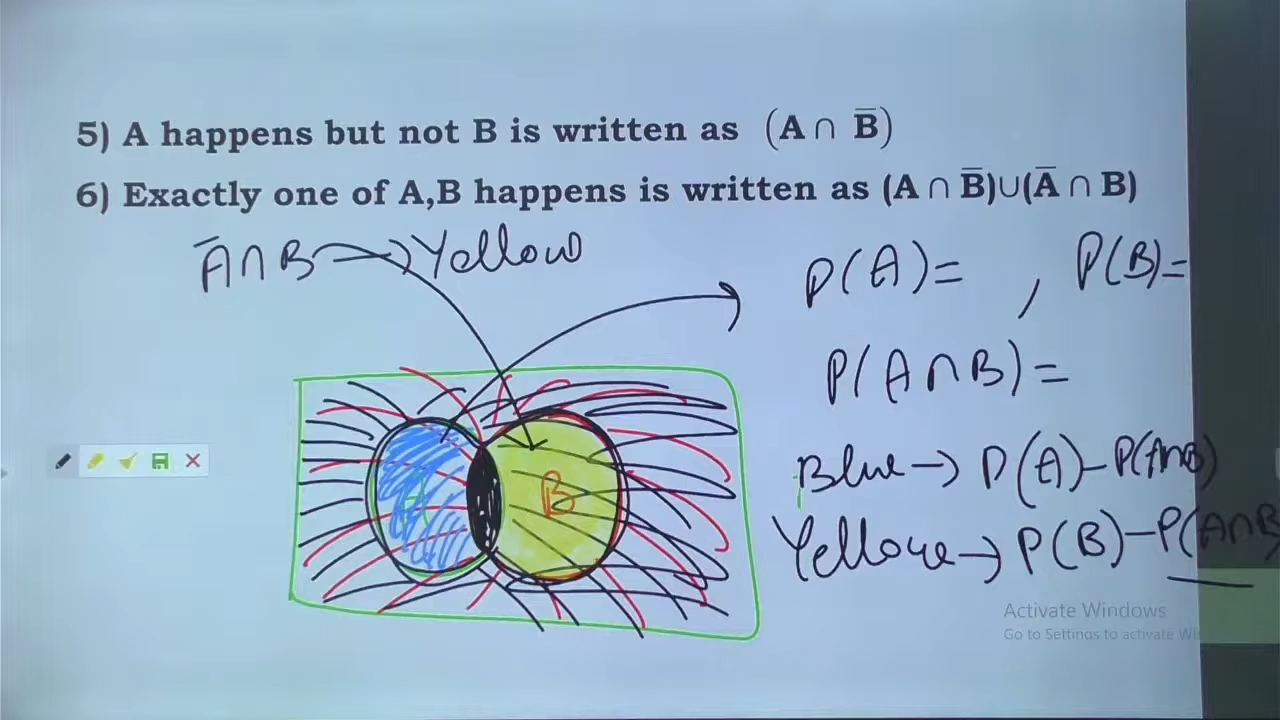 5) A happens but not B is written as (A ∩ B̅)
6) Exactly one of A,B happens is written as (A ∩ B̅)∪(A̅ ∩ B)
A̅∩B → Yellow
P(A)= , P(B)=
P(A∩B)=
B
Blue → P(A)-P(A∩B)
Yellow → P(B)-P(A∩B)
Activate Windows
Go to Settings to activate Wi